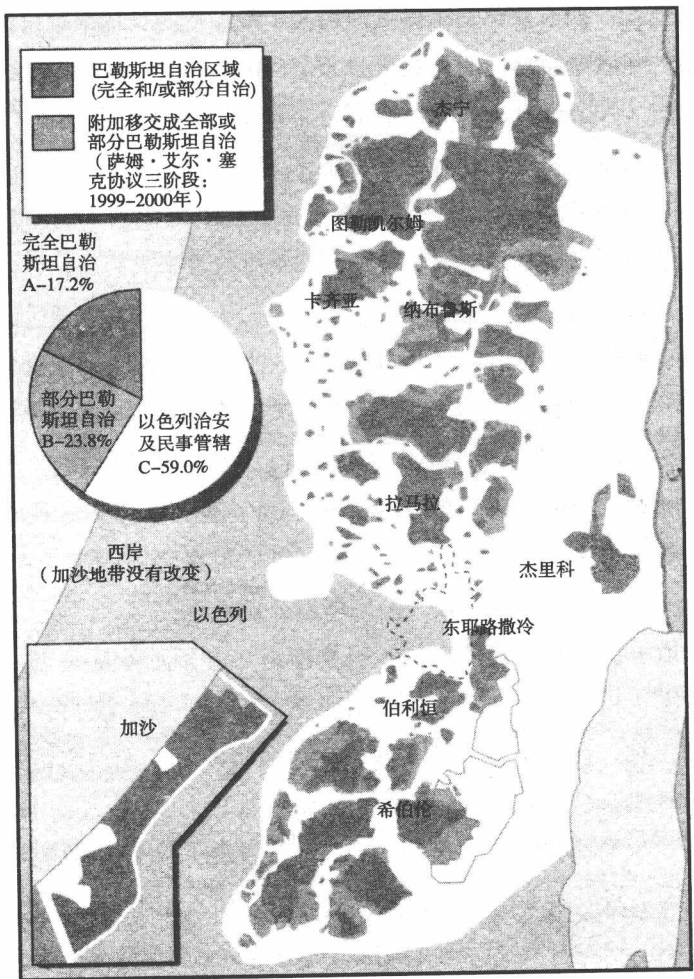 巴勒斯坦自治区域
(完全和/或部分自治)
附加移交成全部或
部分巴勒斯坦自治
(萨姆·艾尔·塞
克协议三阶段:
1999-2000年)
完全巴勒
斯坦自治
A-17.2%
部分巴勒
斯坦自治
B-23.8%
以色列治安
及民事管辖
C-59.0%
西岸
(加沙地带没有改变)
以色列
加沙
杰宁
图勒凯尔姆
卡齐亚
纳布鲁斯
拉马拉
杰里科
东耶路撒冷
伯利恒
希伯伦